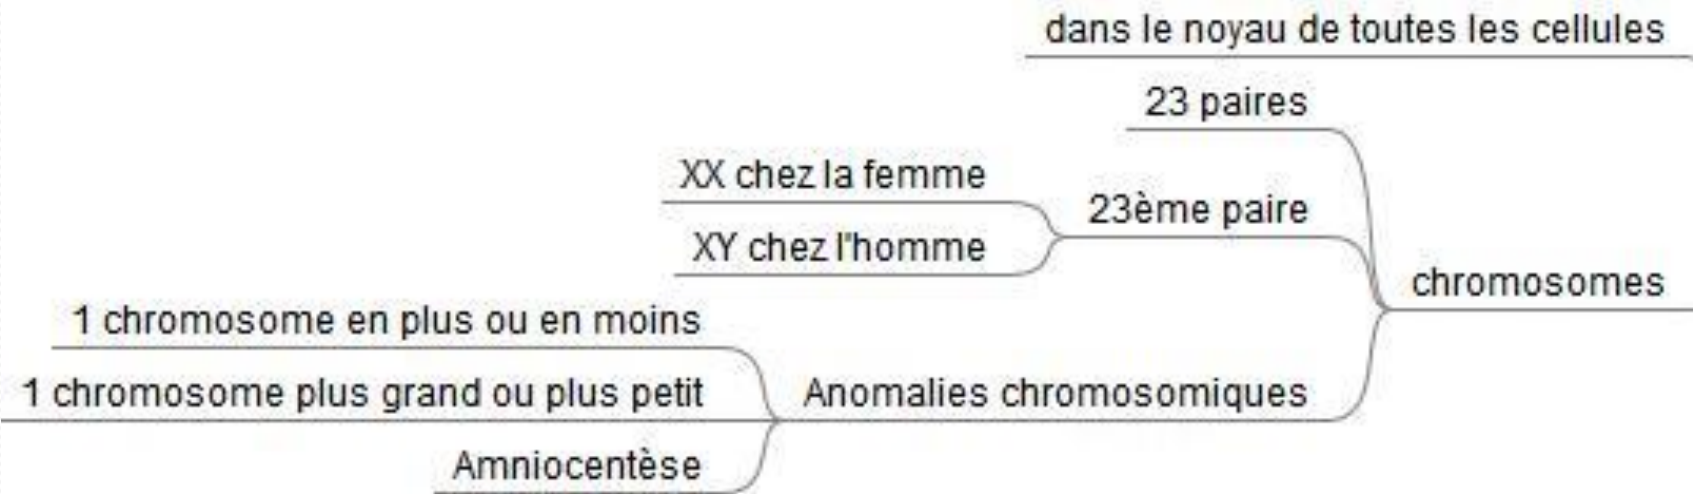 dans le noyau de toutes les cellules
23 paires
XX chez la femme
23ème paire
XY chez l'homme
chromosomes
1 chromosome en plus ou en moins
1 chromosome plus grand ou plus petit
Anomalies chromosomiques
Amniocentèse